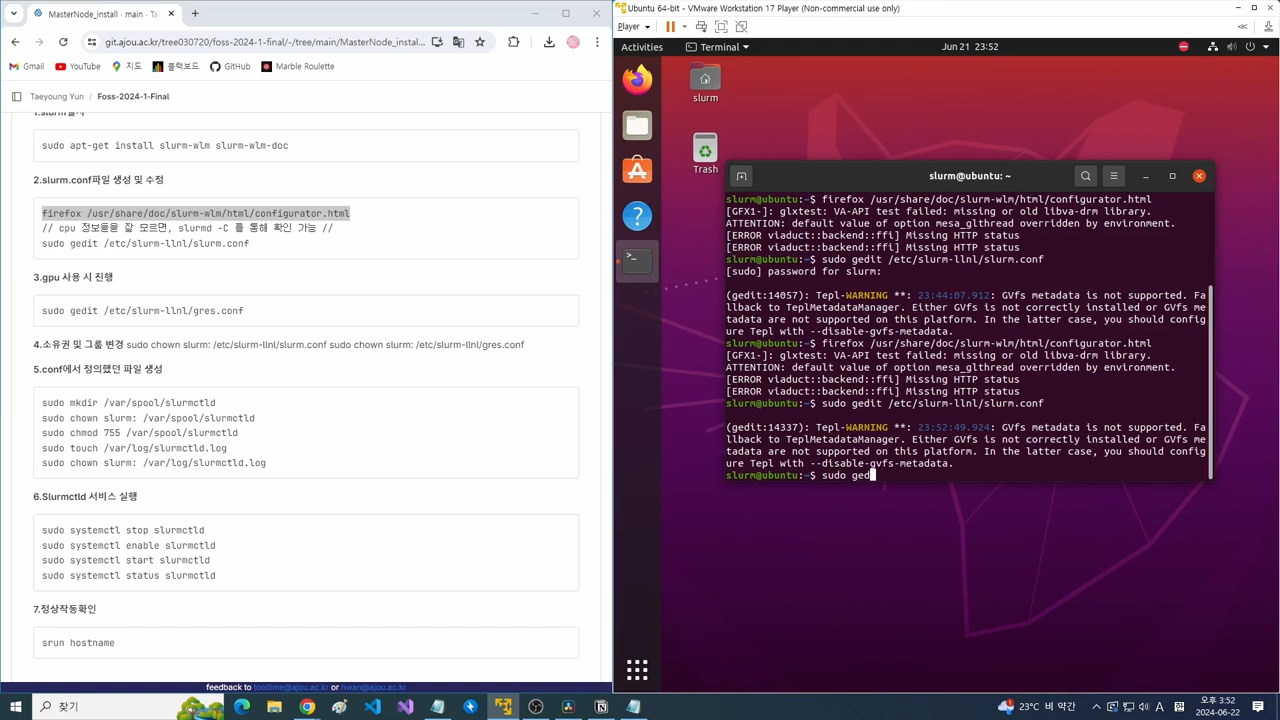 MasterNode_install · main · Ta
git.ajou.ac.kr/tree030720/foss-2024-1-final/-/tree/main/MasterNode_instal...
Gmail
YouTube
지도
블랙보드
GitHub
Marble Roulette
Taeyoung Yun / Foss-2024-1-Final
sudo apt-get install slurm-wlm slurm-wlm-doc
2.slurm.conf파일 생성 및 수정
firefox /usr/share/doc/slurm-wlm/html/configurator.html
// cpu 정보를을 잘 모르면, slurmd -C 를 통해 확인 가능 //
sudo gedit /etc/slurm-llnl/slurm.conf
3.gpu 사용 시 진행
sudo gedit /etc/slurm-llnl/gres.conf
4.소유권 및 그룹 변경 sudo chown slurm: /etc/slurm-llnl/slurm.conf sudo chown slurm: /etc/slurm-llnl/gres.conf
5.conf에서 정의했던 파일 생성
sudo mkdir /var/spool/slurmctld
sudo chown slurm: /var/spool/slurmctld
sudo chmod 755 /var/spool/slurmctld
sudo touch /var/log/slurmctld.log
sudo chown slurm: /var/log/slurmctld.log
6.Slurmctld 서비스 실행
sudo systemctl stop slurmctld
sudo systemctl enable slurmctld
sudo systemctl start slurmctld
sudo systemctl status slurmctld
7.정상작동확인
srun hostname
feedback to tooltime@ajou.ac.kr or hwan@ajou.ac.kr
Ubuntu 64-bit - VMware Workstation 17 Player (Non-commercial use only)
Player
Activities
Terminal
Jun 21 23:52
slurm
Trash
slurm@ubuntu: ~
slurm@ubuntu:~$ firefox /usr/share/doc/slurm-wlm/html/configurator.html
[GFX1-]: glxtest: VA-API test failed: missing or old libva-drm library.
ATTENTION: default value of option mesa_glthread overridden by environment.
[ERROR viaduct::backend::ffi] Missing HTTP status
[ERROR viaduct::backend::ffi] Missing HTTP status
slurm@ubuntu:~$ sudo gedit /etc/slurm-llnl/slurm.conf
[sudo] password for slurm:
(gedit:14057): Tepl-WARNING **: 23:44:07.912: GVfs metadata is not supported. Fa
llback to TeplMetadataManager. Either GVfs is not correctly installed or GVfs me
tadata are not supported on this platform. In the latter case, you should config
ure Tepl with --disable-gvfs-metadata.
slurm@ubuntu:~$ firefox /usr/share/doc/slurm-wlm/html/configurator.html
[GFX1-]: glxtest: VA-API test failed: missing or old libva-drm library.
ATTENTION: default value of option mesa_glthread overridden by environment.
[ERROR viaduct::backend::ffi] Missing HTTP status
[ERROR viaduct::backend::ffi] Missing HTTP status
slurm@ubuntu:~$ sudo gedit /etc/slurm-llnl/slurm.conf
(gedit:14337): Tepl-WARNING **: 23:52:49.924: GVfs metadata is not supported. Fa
llback to TeplMetadataManager. Either GVfs is not correctly installed or GVfs me
tadata are not supported on this platform. In the latter case, you should config
ure Tepl with --disable-gvfs-metadata.
slurm@ubuntu:~$ sudo ged
찾기
23°C 비 약간
A
오후 3:52
2024-06-22